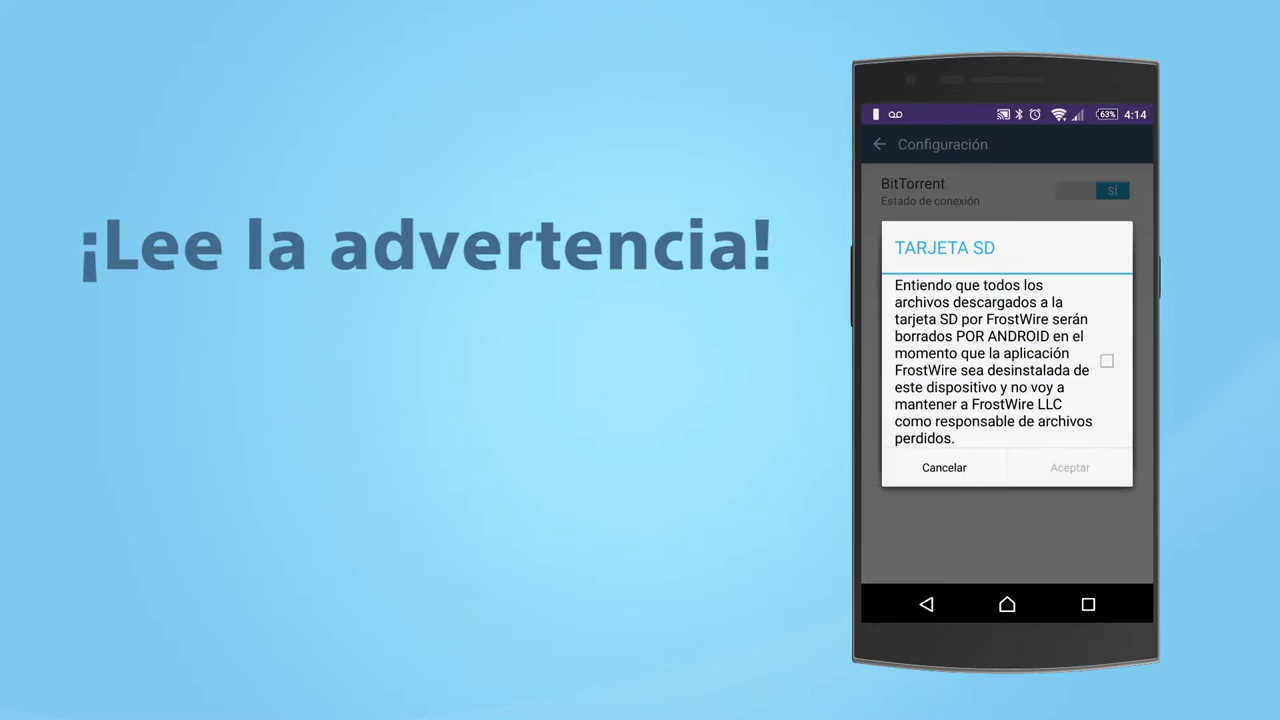 ¡Lee la advertencia!
63% 4:14
Configuración
BitTorrent
SÍ
Estado de conexión
TARJETA SD
Entiendo que todos los
archivos descargados a la
tarjeta SD por FrostWire serán
borrados POR ANDROID en el
momento que la aplicación
FrostWire sea desinstalada de
este dispositivo y no voy a
mantener a FrostWire LLC
como responsable de archivos
perdidos.
Cancelar Aceptar